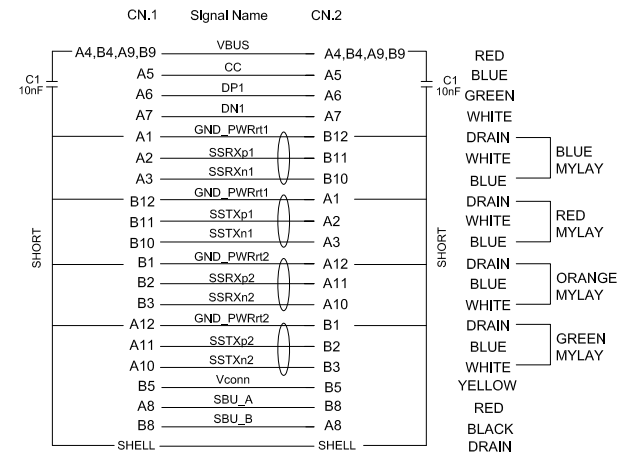 CN.1 SIgnal Name CN.2
A4,B4,A9,B9 VBUS A4,B4,A9,B9 RED
C1 10nF A5 CC A5 C1 10nF BLUE
A6 DP1 A6 GREEN
A7 DN1 A7 WHITE
A1 GND_PWRrt1 B12 DRAIN
A2 SSRXp1 B11 WHITE BLUE MYLAY
A3 SSRXn1 B10 BLUE
B12 GND_PWRrt1 A1 DRAIN
B11 SSTXp1 A2 WHITE RED MYLAY
B10 SSTXn1 A3 BLUE
SHORT SHORT
B1 GND_PWRrt2 A12 DRAIN
B2 SSRXp2 A11 BLUE ORANGE MYLAY
B3 SSRXn2 A10 WHITE
A12 GND_PWRrt2 B1 DRAIN
A11 SSTXp2 B2 BLUE GREEN MYLAY
A10 SSTXn2 B3 WHITE
B5 Vconn B5 YELLOW
A8 SBU_A B8 RED
B8 SBU_B A8 BLACK
SHELL SHELL DRAIN